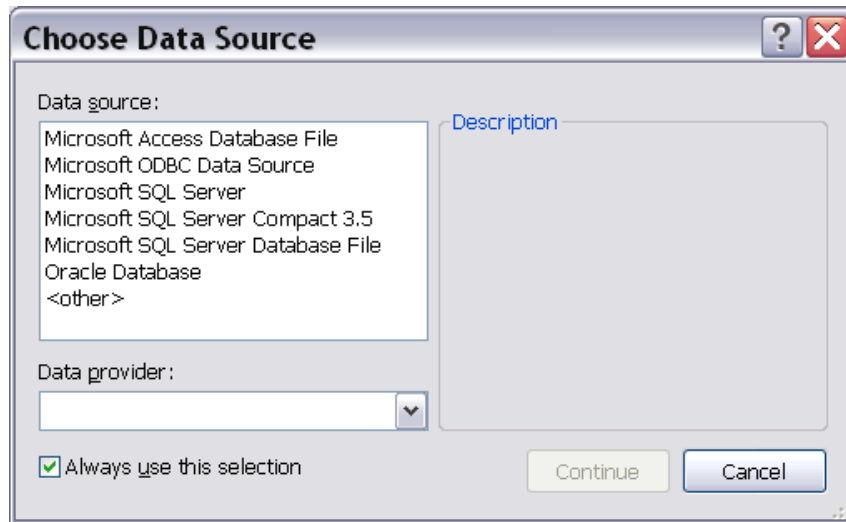 Choose Data Source
Data source:
Microsoft Access Database File
Microsoft ODBC Data Source
Microsoft SQL Server
Microsoft SQL Server Compact 3.5
Microsoft SQL Server Database File
Oracle Database
<other>
Description
Data provider:
Always use this selection
Continue
Cancel